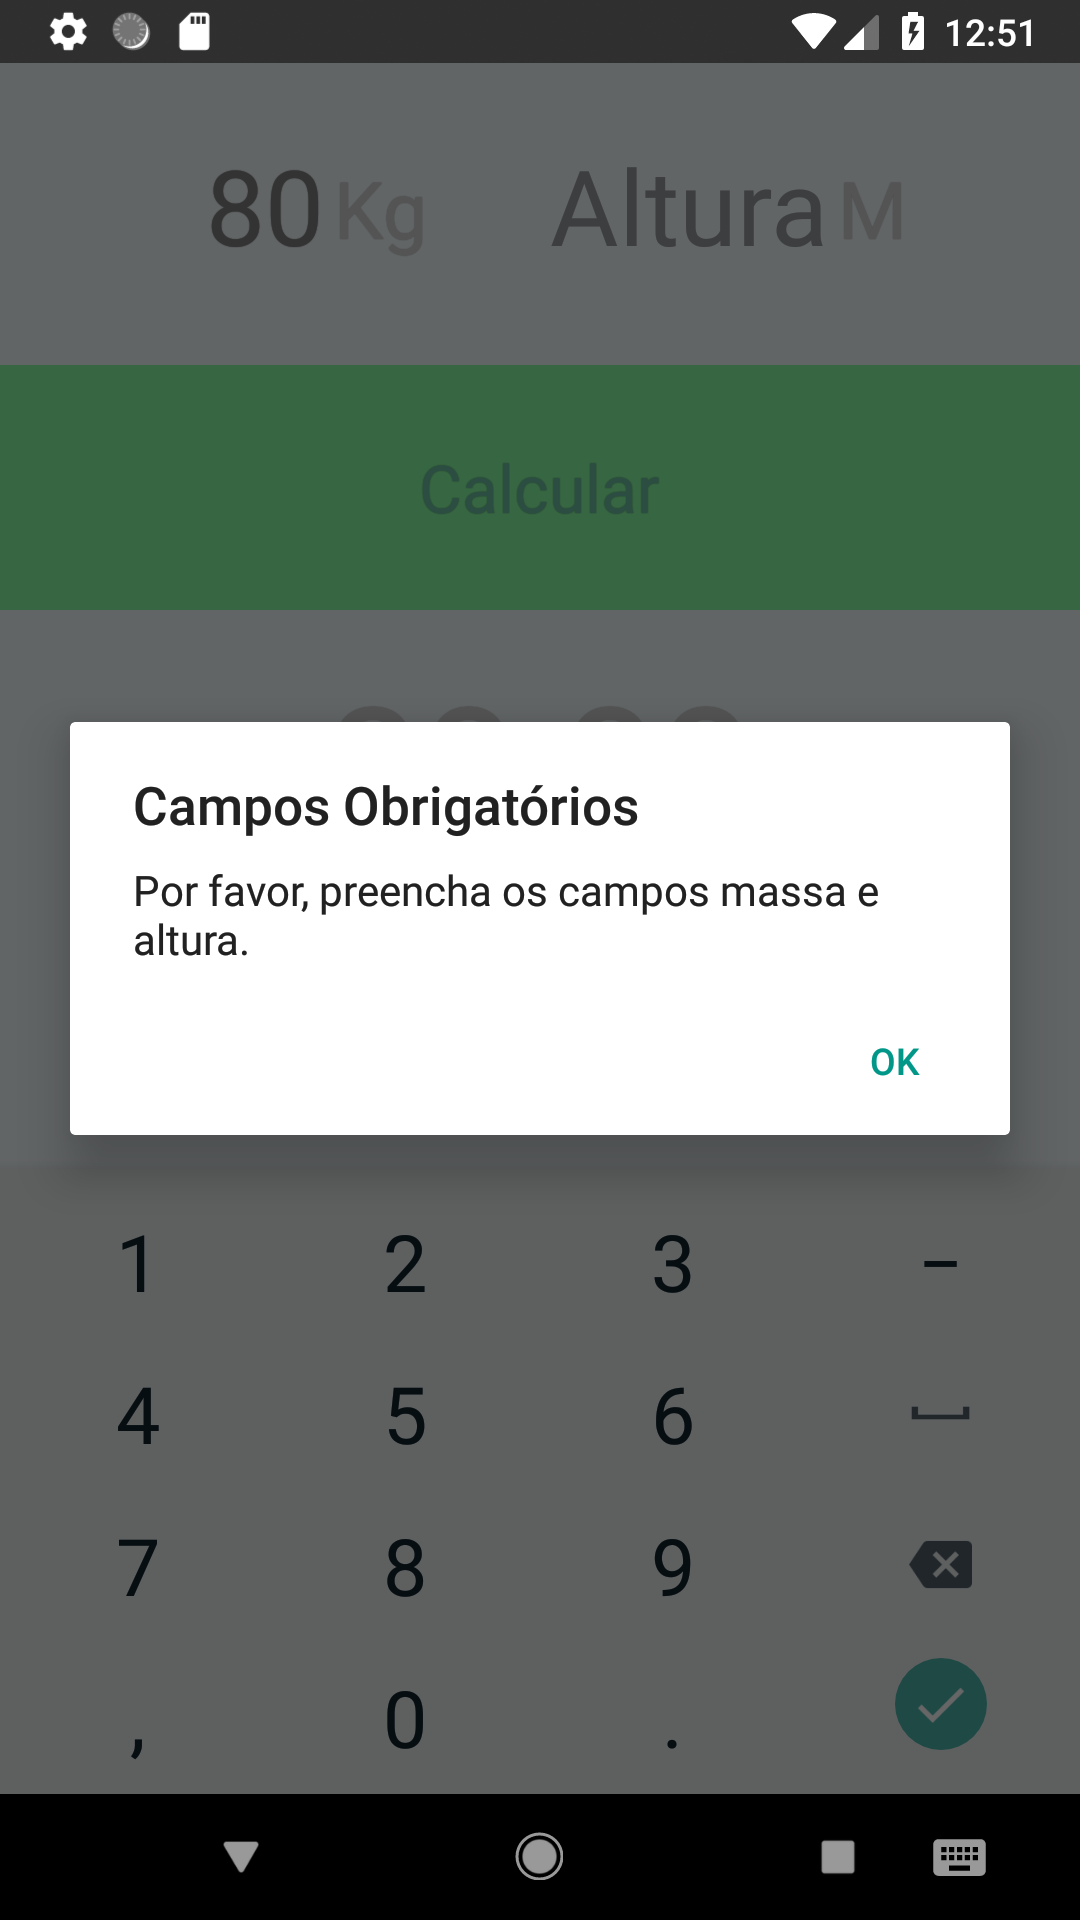 12:51
80 Kg Altura M
Calcular
Campos Obrigatórios
Por favor, preencha os campos massa e
altura.
OK
1 2 3 –
4 5 6
7 8 9
, 0 .